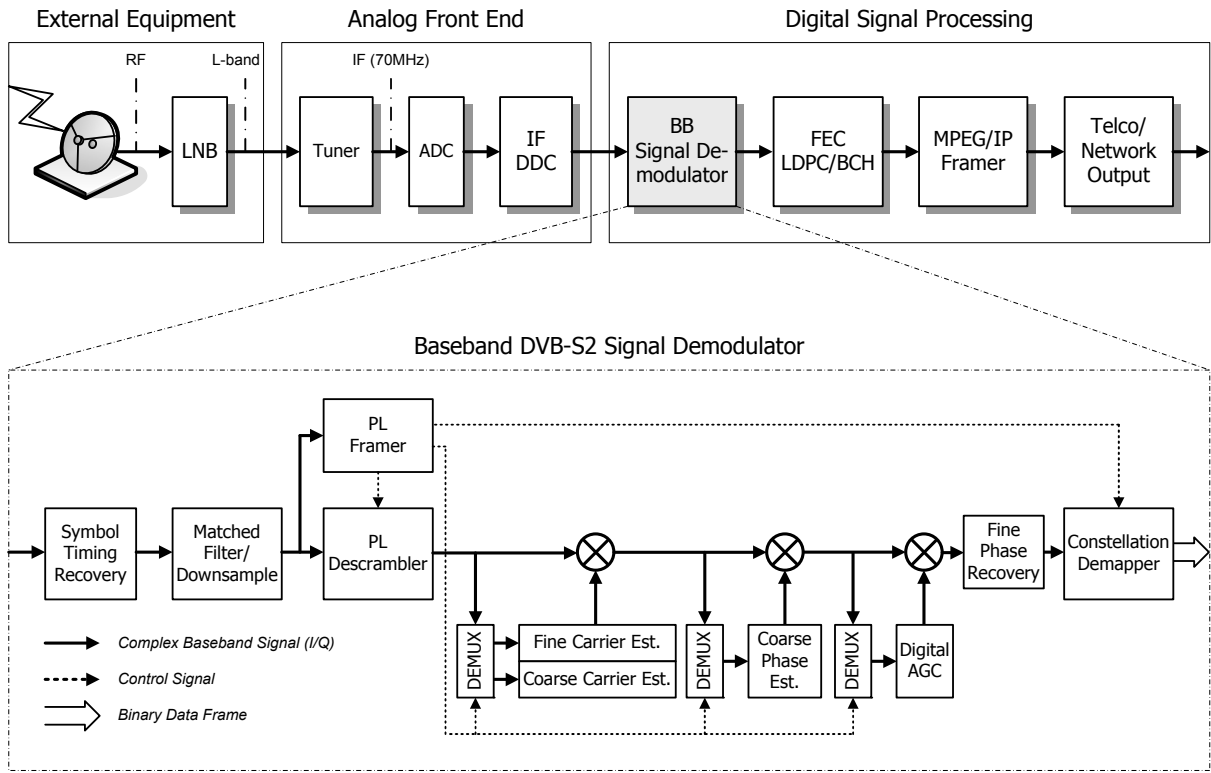 External Equipment
Analog Front End
Digital Signal Processing
RF
L-band
IF (70MHz)
LNB
Tuner
ADC
IF
DDC
BB
Signal De-
modulator
FEC
LDPC/BCH
MPEG/IP
Framer
Telco/
Network
Output
Baseband DVB-S2 Signal Demodulator
PL
Framer
Symbol
Timing
Recovery
Matched
Filter/
Downsample
PL
Descrambler
Fine
Phase
Recovery
Constellation
Demapper
DEMUX
Fine Carrier Est.
Coarse Carrier Est.
DEMUX
Coarse
Phase
Est.
DEMUX
Digital
AGC
Complex Baseband Signal (I/Q)
Control Signal
Binary Data Frame